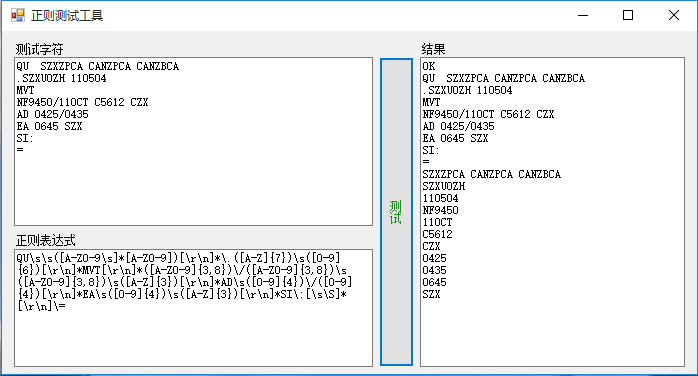 正则测试工具
测试字符
QU  SZXZPCA CANZPCA CANZBCA
.SZXUOZH 110504
MVT
NF9450/110CT C5612 CZX
AD 0425/0435
EA 0645 SZX
SI:
=
正则表达式
QU\s\s([A-Z0-9\s]*[A-Z0-9])[\r\n]*\.([A-Z]{7})\s([0-9]
{6})[\r\n]*MVT[\r\n]*([A-Z0-9]{3,8})\/([A-Z0-9]{3,8})\s
([A-Z0-9]{3,8})\s([A-Z]{3})[\r\n]*AD\s([0-9]{4})\/([0-9]
{4})[\r\n]*EA\s([0-9]{4})\s([A-Z]{3})[\r\n]*SI\:[\s\S]*
[\r\n]\=
测试
结果
OK
QU  SZXZPCA CANZPCA CANZBCA
.SZXUOZH 110504
MVT
NF9450/110CT C5612 CZX
AD 0425/0435
EA 0645 SZX
SI:
=
SZXZPCA CANZPCA CANZBCA
SZXUOZH
110504
NF9450
110CT
C5612
CZX
0425
0435
0645
SZX